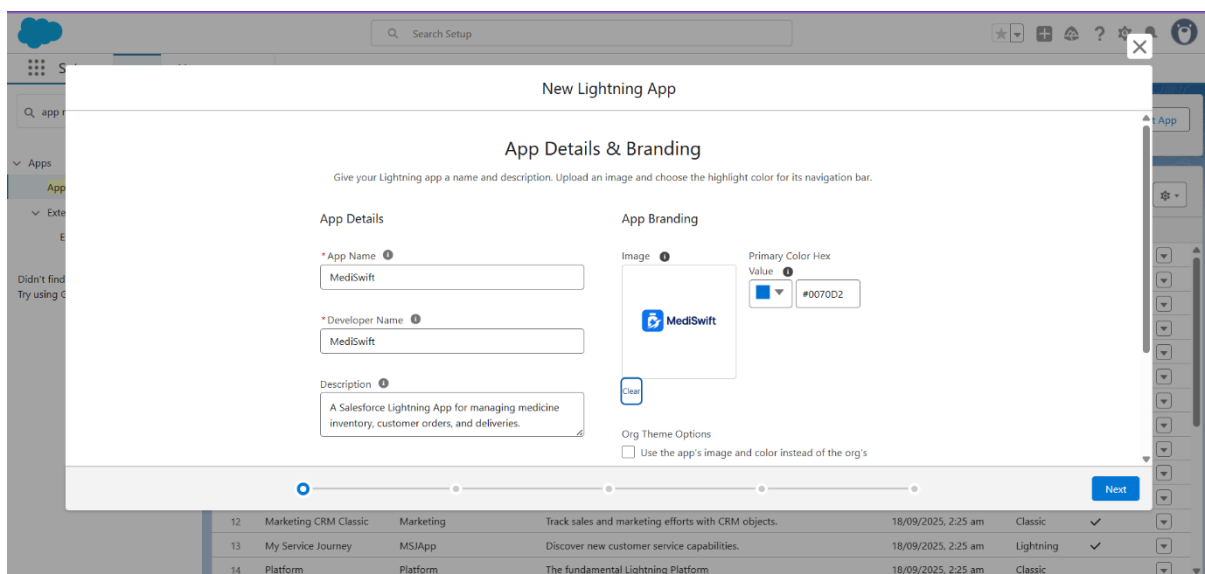 Search Setup
app
t App
Apps
App
Didn't find
Try using
New Lightning App
App Details & Branding
Give your Lightning app a name and description. Upload an image and choose the highlight color for its navigation bar.
App Details
App Branding
*App Name
MediSwift
Image
Primary Color Hex
Value
#0070D2
MediSwift
*Developer Name
MediSwift
Clear
Description
A Salesforce Lightning App for managing medicine
inventory, customer orders, and deliveries.
Org Theme Options
Use the app's image and color instead of the org's
Next
12 Marketing CRM Classic Marketing Track sales and marketing efforts with CRM objects. 18/09/2025, 2:25 am Classic
13 My Service Journey MSJApp Discover new customer service capabilities. 18/09/2025, 2:25 am Lightning
14 Platform Platform The fundamental Lightning Platform 18/09/2025, 2:25 am Classic